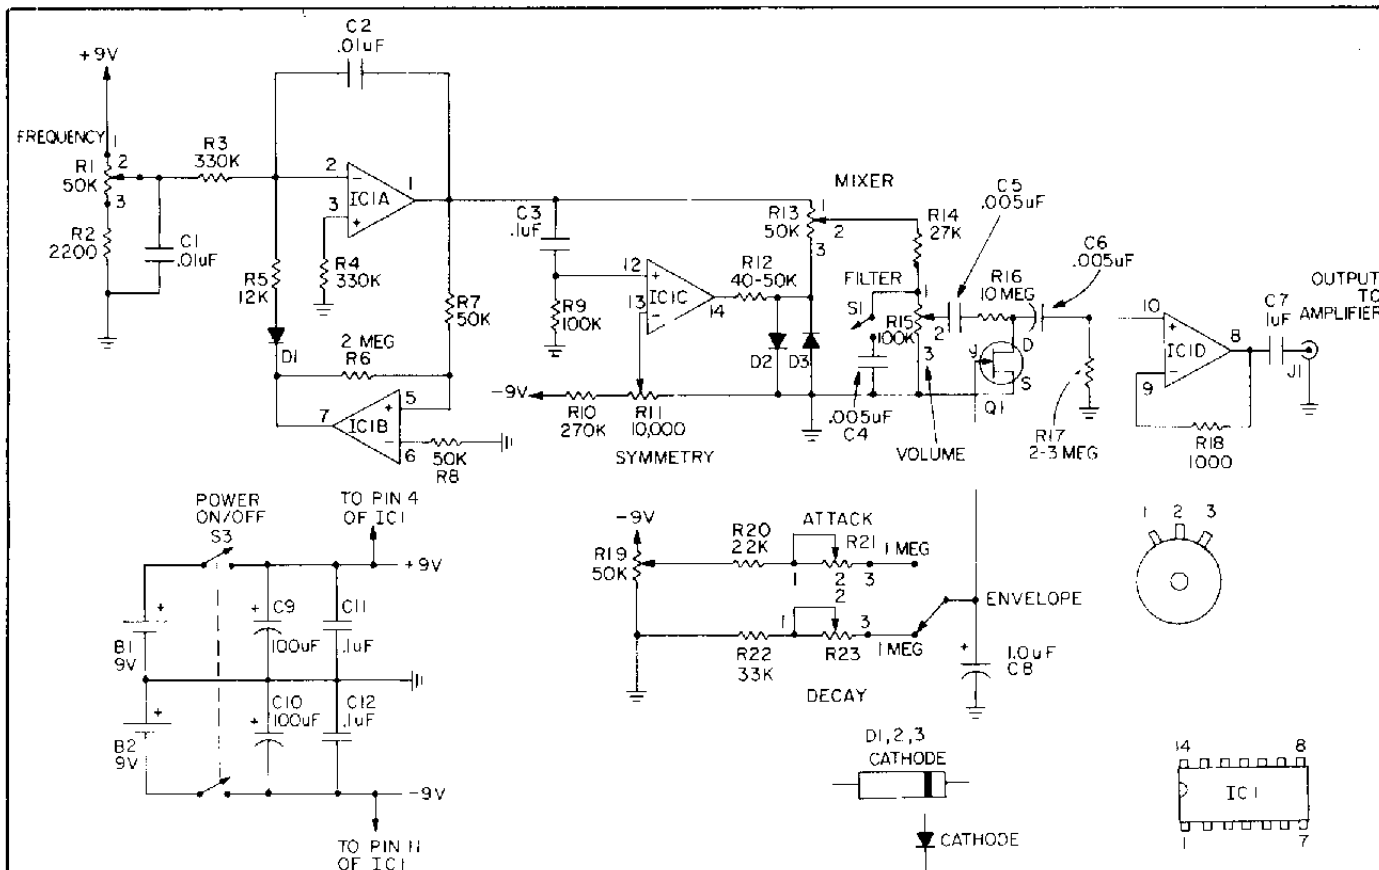 C2
.01uF
+9V
FREQUENCY
1
R1
50K
2
3
R3
330K
R2
2200
C1
.01uF
2
3
IC1A
1
R4
330K
R5
12K
D1
2 MEG
R6
R7
50K
5
6
7
IC1B
50K
R8
C3
.1uF
R9
100K
12
13
IC1C
14
R12
40-50K
MIXER
R13
50K
1
2
3
D2
D3
-9V
R10
270K
R11
10,000
SYMMETRY
R14
27K
FILTER
S1
R15
100K
1
2
3
.005uF
C4
VOLUME
C5
.005uF
R16
10 MEG
C6
.005uF
D
S
Q1
R17
2-3 MEG
10
9
IC1D
8
R18
1000
C7
1uF
OUTPUT
TO
AMPLIFIER
J1
POWER
ON/OFF
S3
TO PIN 4
OF IC1
+9V
+
B1
9V
+
C9
100uF
C11
.1uF
+
B2
9V
+
C10
100uF
C12
.1uF
-9V
TO PIN 11
OF IC1
-9V
R19
50K
R20
22K
ATTACK
R21
1 MEG
1
2
3
R22
33K
1
2
3
R23
1 MEG
DECAY
ENVELOPE
+
1.0uF
C8
1 2 3
D1,2,3
CATHODE
CATHODE
14
8
IC1
1
7